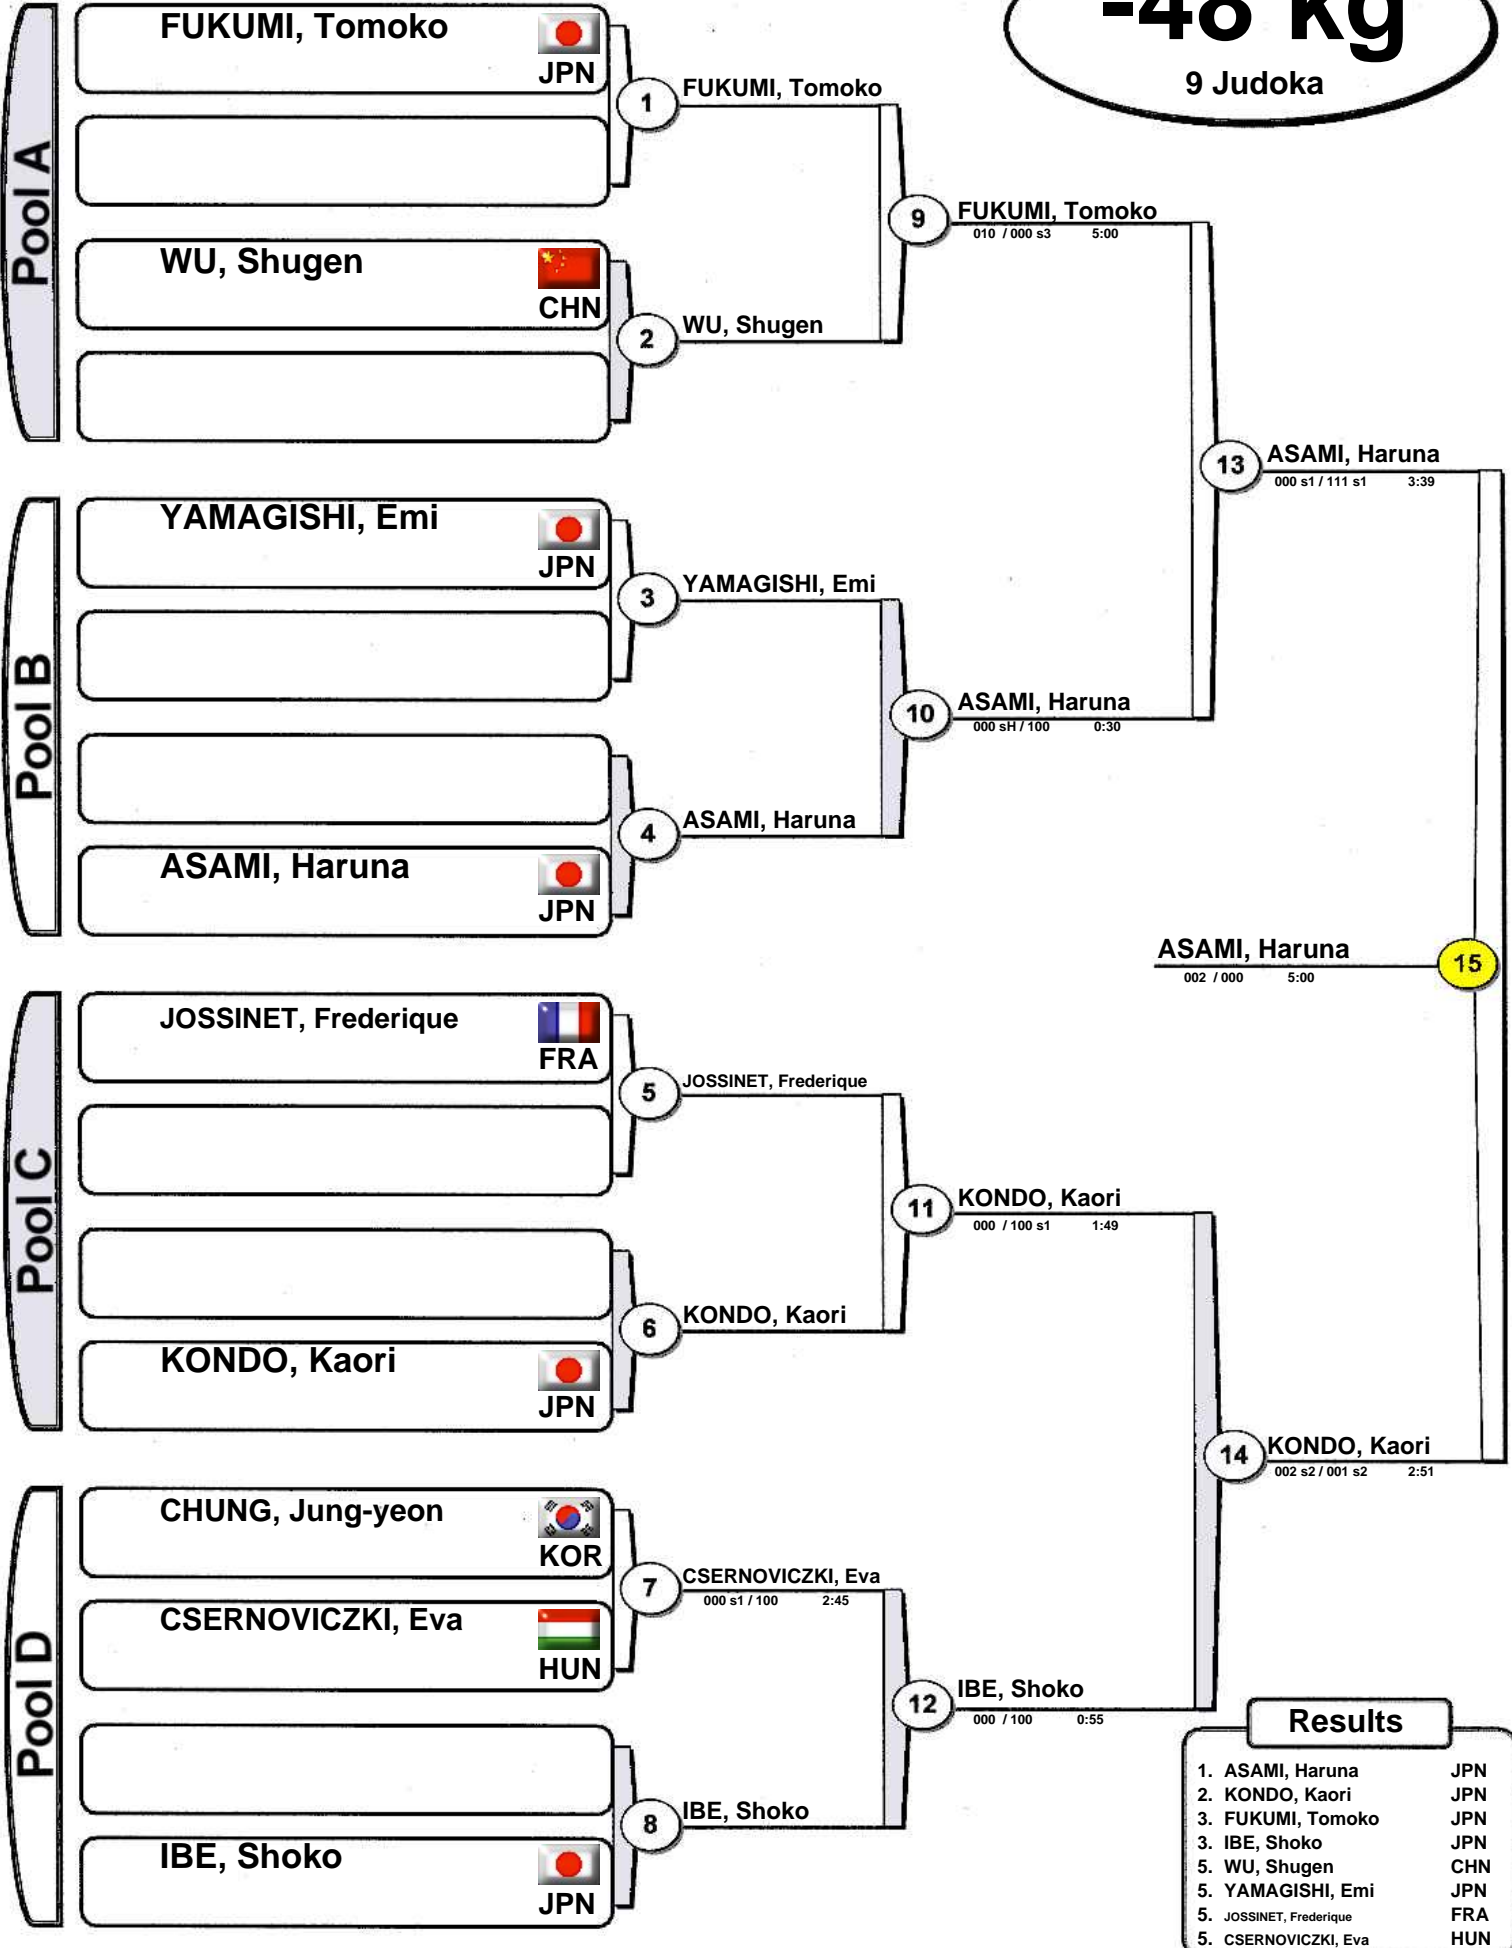 -48 kg
9 Judoka
Pool A
FUKUMI, Tomoko
JPN
WU, Shugen
CHN
1
FUKUMI, Tomoko
2
WU, Shugen
9
FUKUMI, Tomoko
010 / 000 s3 5:00
Pool B
YAMAGISHI, Emi
JPN
ASAMI, Haruna
JPN
3
YAMAGISHI, Emi
4
ASAMI, Haruna
10
ASAMI, Haruna
000 sH / 100 0:30
13
ASAMI, Haruna
000 s1 / 111 s1 3:39
ASAMI, Haruna
002 / 000 5:00
15
Pool C
JOSSINET, Frederique
FRA
KONDO, Kaori
JPN
5
JOSSINET, Frederique
6
KONDO, Kaori
11
KONDO, Kaori
000 / 100 s1 1:49
Pool D
CHUNG, Jung-yeon
KOR
CSERNOVICZKI, Eva
HUN
IBE, Shoko
JPN
7
CSERNOVICZKI, Eva
000 s1 / 100 2:45
8
IBE, Shoko
12
IBE, Shoko
000 / 100 0:55
14
KONDO, Kaori
002 s2 / 001 s2 2:51
Results
1. ASAMI, Haruna JPN
2. KONDO, Kaori JPN
3. FUKUMI, Tomoko JPN
3. IBE, Shoko JPN
5. WU, Shugen CHN
5. YAMAGISHI, Emi JPN
5. JOSSINET, Frederique FRA
5. CSERNOVICZKI, Eva HUN